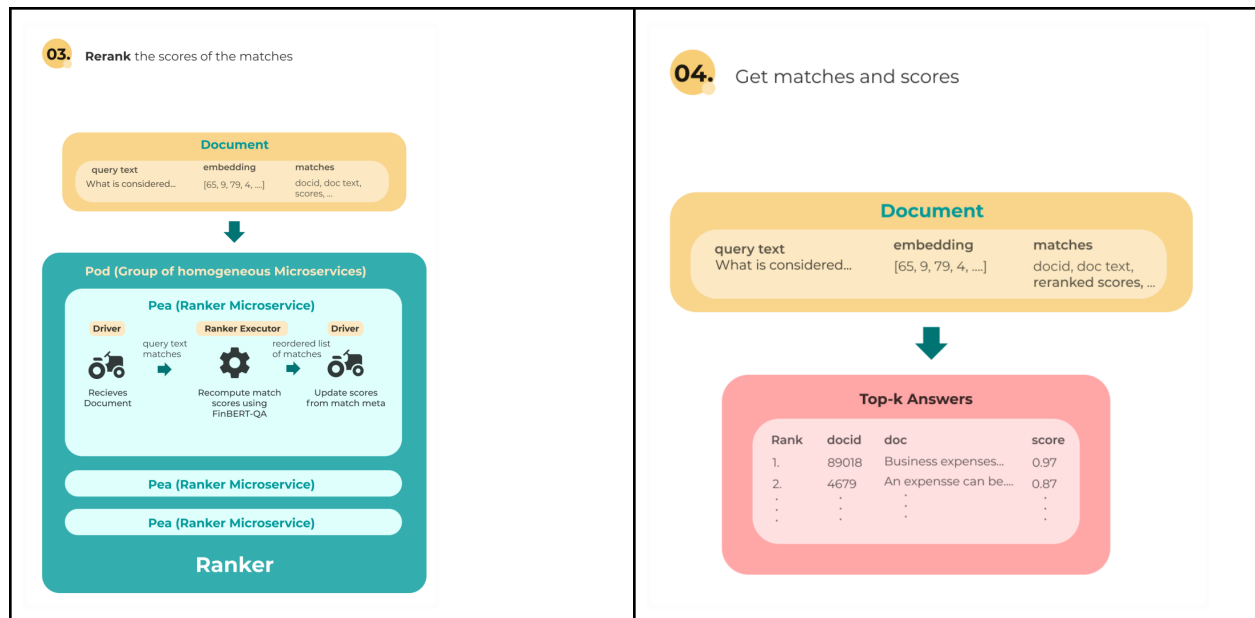 03.
Rerank the scores of the matches
Document
query text
What is considered...
embedding
[65, 9, 79, 4, ....]
matches
docid, doc text,
scores, ...
Pod (Group of homogeneous Microservices)
Pea (Ranker Microservice)
Driver
Recieves
Document
query text
matches
Ranker Executor
Recompute match
scores using
FinBERT-QA
reordered list
of matches
Driver
Update scores
from match meta
Pea (Ranker Microservice)
Pea (Ranker Microservice)
Ranker
04.
Get matches and scores
Document
query text
What is considered...
embedding
[65, 9, 79, 4, ....]
matches
docid, doc text,
reranked scores, ...
Top-k Answers
Rank docid doc score
1. 89018 Business expenses... 0.97
2. 4679 An expensse can be.... 0.87
. . . .
. . . .
. . . .